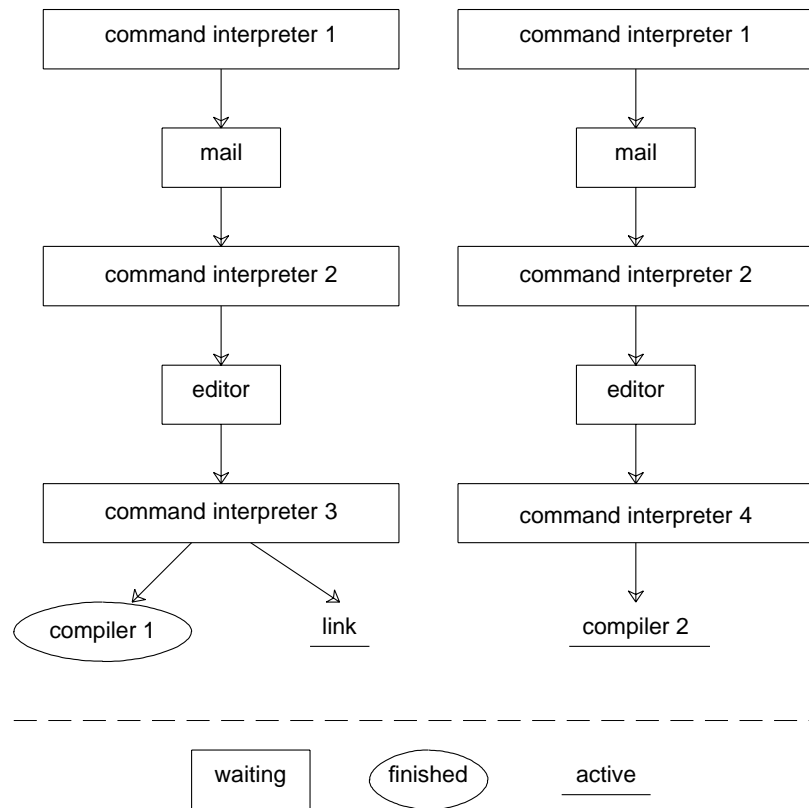 command interpreter 1
command interpreter 1
mail
mail
command interpreter 2
command interpreter 2
editor
editor
command interpreter 3
command interpreter 4
compiler 1
link
compiler 2
waiting
finished
active